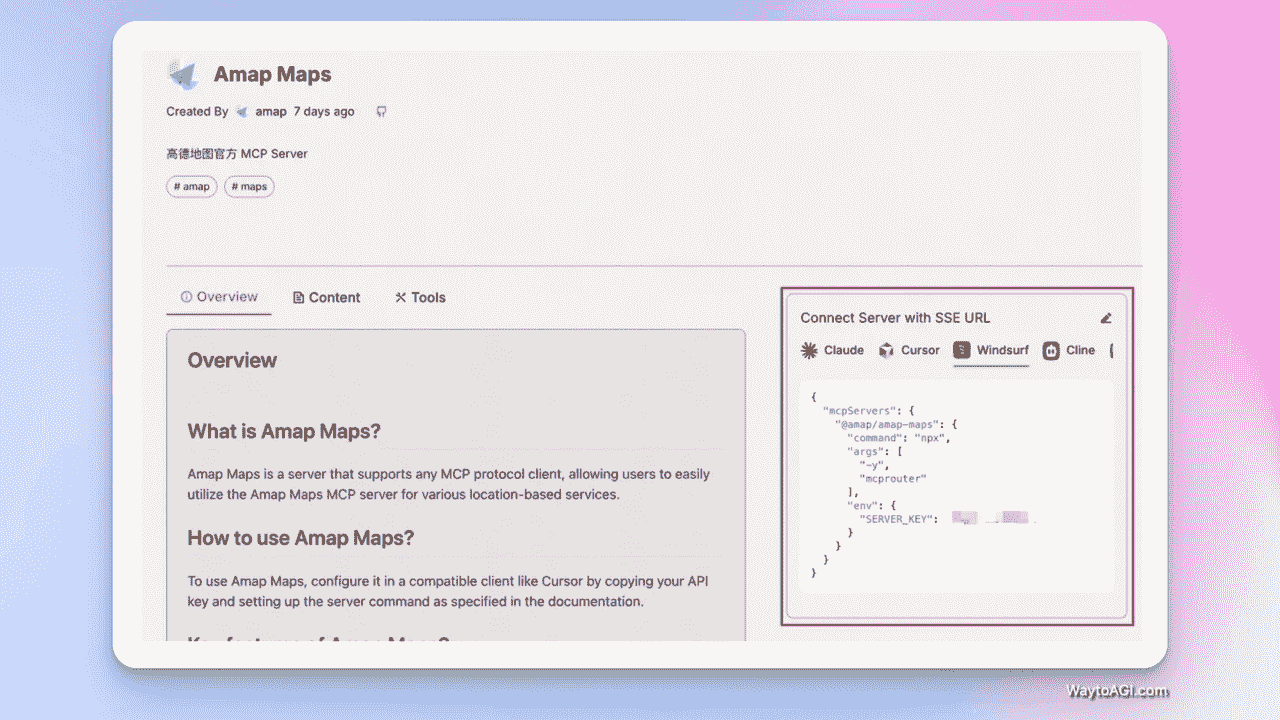 Amap Maps
Created By amap 7 days ago
高德地图官方 MCP Server
# amap # maps
Overview Content Tools
Overview
What is Amap Maps?
Amap Maps is a server that supports any MCP protocol client, allowing users to easily
utilize the Amap Maps MCP server for various location-based services.
How to use Amap Maps?
To use Amap Maps, configure it in a compatible client like Cursor by copying your API
key and setting up the server command as specified in the documentation.
Key features of Amap Maps?
Connect Server with SSE URL
Claude Cursor Windsurf Cline
{
"mcpServers": {
"@amap/amap-maps": {
"command": "npx",
"args": [
"-y",
"mcprouter"
],
"env": {
"SERVER_KEY":
}
}
}
}
WaytoAGI.com